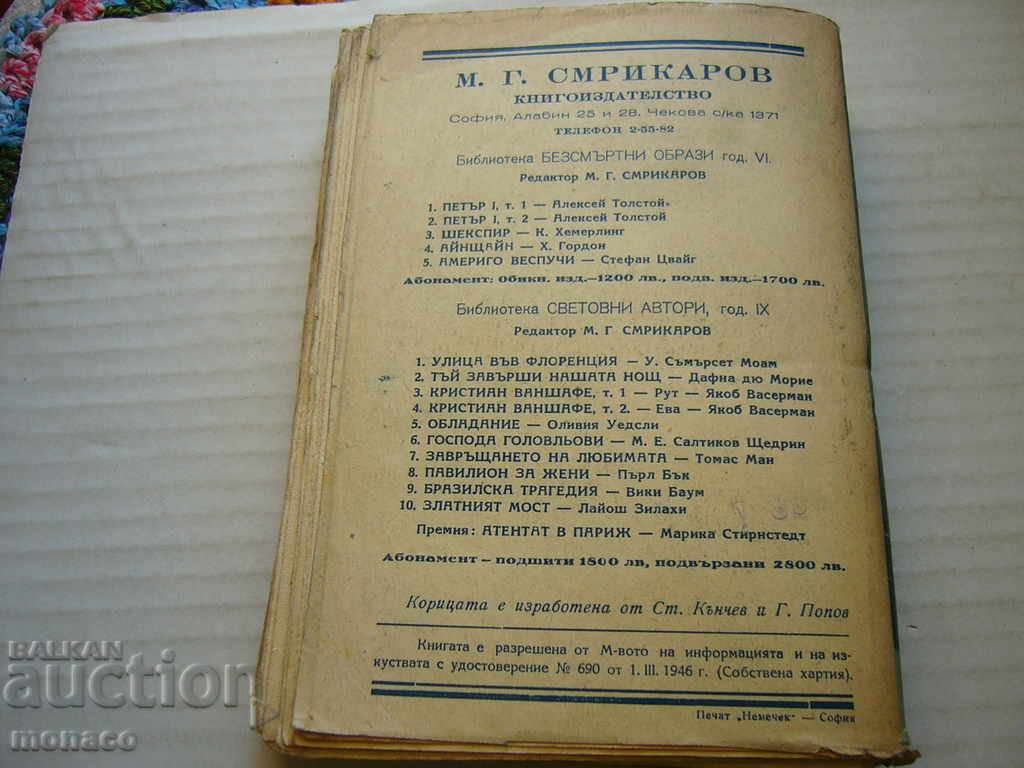 М. Г. СМРИКАРОВ
КНИГОИЗДАТЕЛСТВО
София, Алабин 25 и 28. Чекова с/ка 1371
ТЕЛЕФОН 2-55-82
Библиотека БЕЗСМЪРТНИ ОБРАЗИ год. VI.
Редактор М. Г. СМРИКАРОВ
1. ПЕТЪР I, т. 1 — Алексей Толстой
2. ПЕТЪР I, т. 2 — Алексей Толстой
3. ШЕКСПИР — К. Хемерлинг
4. АЙНЩАЙН — Х. Гордон
5. АМЕРИГО ВЕСПУЧИ — Стефан Цвайг
Абонамент: обикн. изд.—1200 лв., подв. изд.—1700 лв.
Библиотека СВЕТОВНИ АВТОРИ, год. IX
Редактор М. Г СМРИКАРОВ
1. УЛИЦА ВЪВ ФЛОРЕНЦИЯ — У. Съмърсет Моам
2. ТЪЙ ЗАВЪРШИ НАШАТА НОЩ — Дафна дю Морие
3. КРИСТИАН ВАНШАФЕ, т. 1 — Рут — Якоб Васерман
4. КРИСТИАН ВАНШАФЕ, т. 2. — Ева — Якоб Васерман
5. ОБЛАДАНИЕ — Оливия Уедсли
6. ГОСПОДА ГОЛОВЛЬОВИ — М. Е. Салтиков Щедрин
7. ЗАВРЪЩАНЕТО НА ЛЮБИМАТА — Томас Ман
8. ПАВИЛИОН ЗА ЖЕНИ — Пърл Бък
9. БРАЗИЛСКА ТРАГЕДИЯ — Вики Баум
10. ЗЛАТНИЯТ МОСТ — Лайош Зилахи
Премия: АТЕНТАТ В ПАРИЖ — Марика Стирнстедт
Абонамент — подшити 1800 лв, подвързани 2800 лв.
Корицата е изработена от Ст. Кънчев и Г. Попов
Книгата е разрешена от М-вото на информацията и на из-
куствата с удостоверение № 690 от 1. III. 1946 г. (Собствена хартия).
Печат „Немечек" — София
BALKAN
auction
monaco